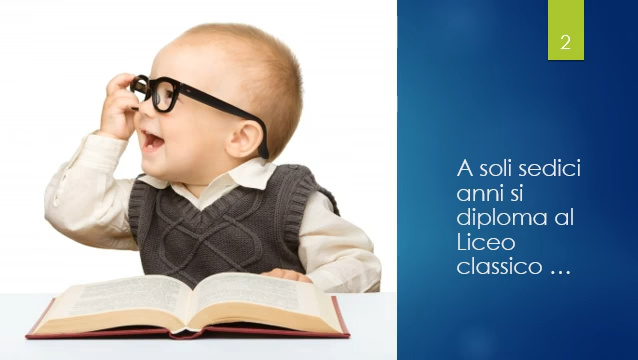 2
A soli sedici
anni si
diploma al
Liceo
classico …